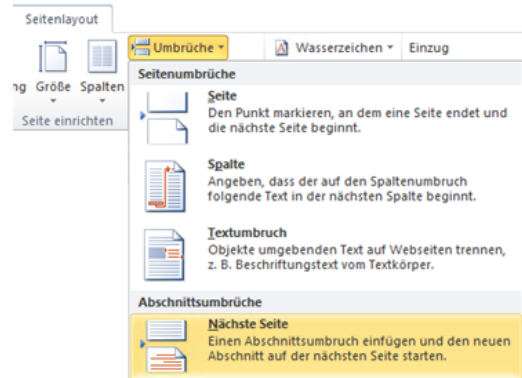 Seitenlayout
Umbrüche
Wasserzeichen
Einzug
Größe
Spalten
Seite einrichten
Seitenumbrüche
Seite
Den Punkt markieren, an dem eine Seite endet und
die nächste Seite beginnt.
Spalte
Angeben, dass der auf den Spaltenumbruch
folgende Text in der nächsten Spalte beginnt.
Textumbruch
Objekte umgebenden Text auf Webseiten trennen,
z. B. Beschriftungstext vom Textkörper.
Abschnittsumbrüche
Nächste Seite
Einen Abschnittsumbruch einfügen und den neuen
Abschnitt auf der nächsten Seite starten.